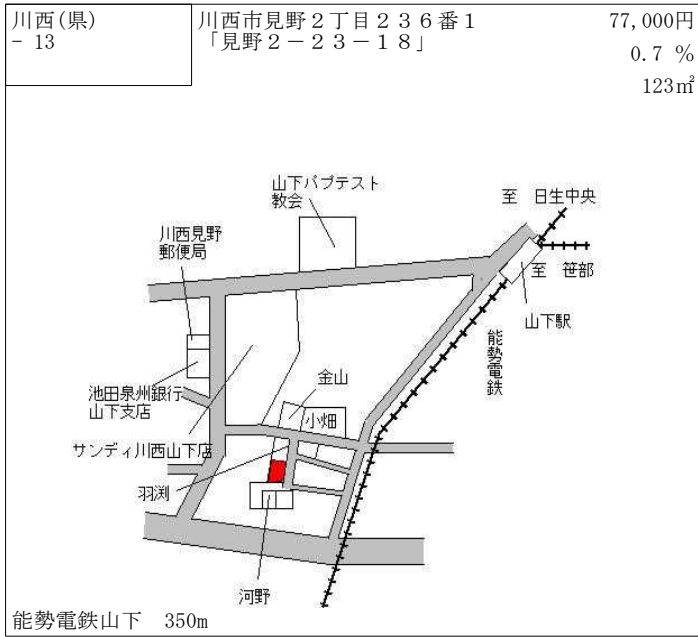 川西(県)
- 13
川西市見野２丁目２３６番１
「見野２－２３－１８」
77,000円
0.7 %
123㎡
山下バプテスト
教会
至 日生中央
川西見野
郵便局
至 笹部
山下駅
能勢電鉄
金山
池田泉州銀行
山下支店
小畑
サンディ川西山下店
羽渕
河野
能勢電鉄山下 350m